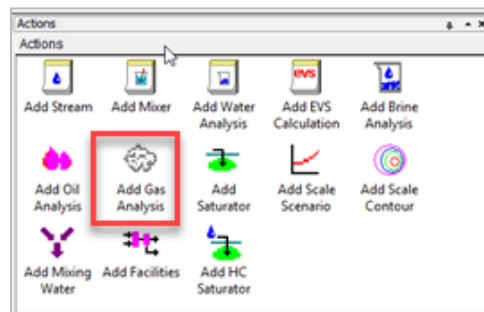 Actions
Actions
Add Stream
Add Mixer
Add Water
Analysis
evs
Add EVS
Calculation
Add Brine
Analysis
Add Oil
Analysis
Add Gas
Analysis
Add
Saturator
Add Scale
Scenario
Add Scale
Contour
Add Mixing
Water
Add Facilities
Add HC
Saturator